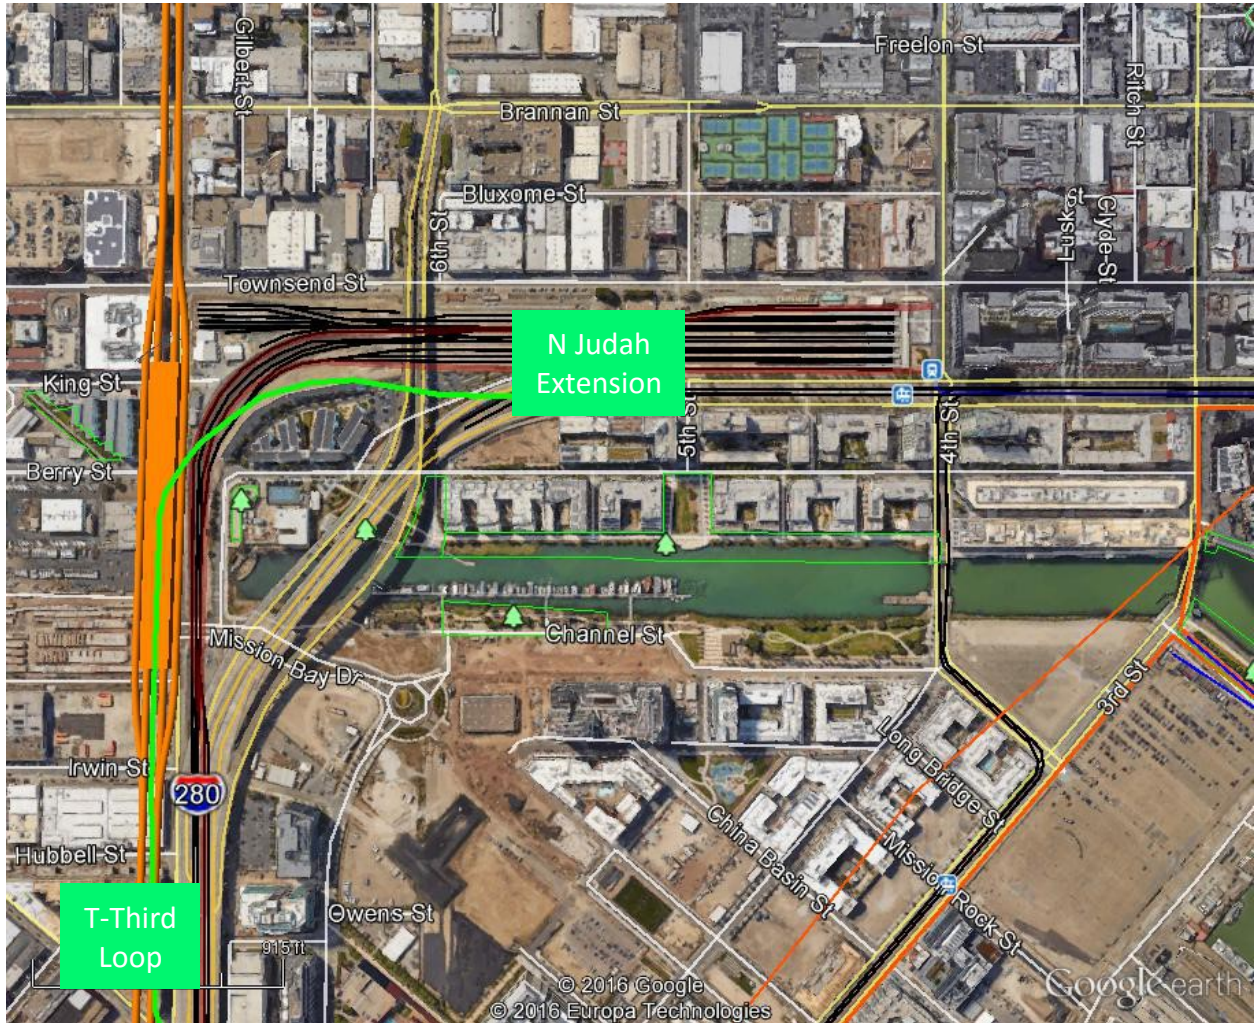 Freelon St
Gilbert St
Ritch St
Brannan St
Bluxome St
6th St
Lusk St
Clyde St
Townsend St
N Judah
Extension
King St
5th St
4th St
Berry St
Channel St
Mission Bay Dr
3rd St
Long Bridge St
Irwin St
280
China Basin St
Mission Rock St
Hubbell St
Owens St
T-Third
Loop
915 ft
© 2016 Google
© 2016 Europa Technologies
Google earth